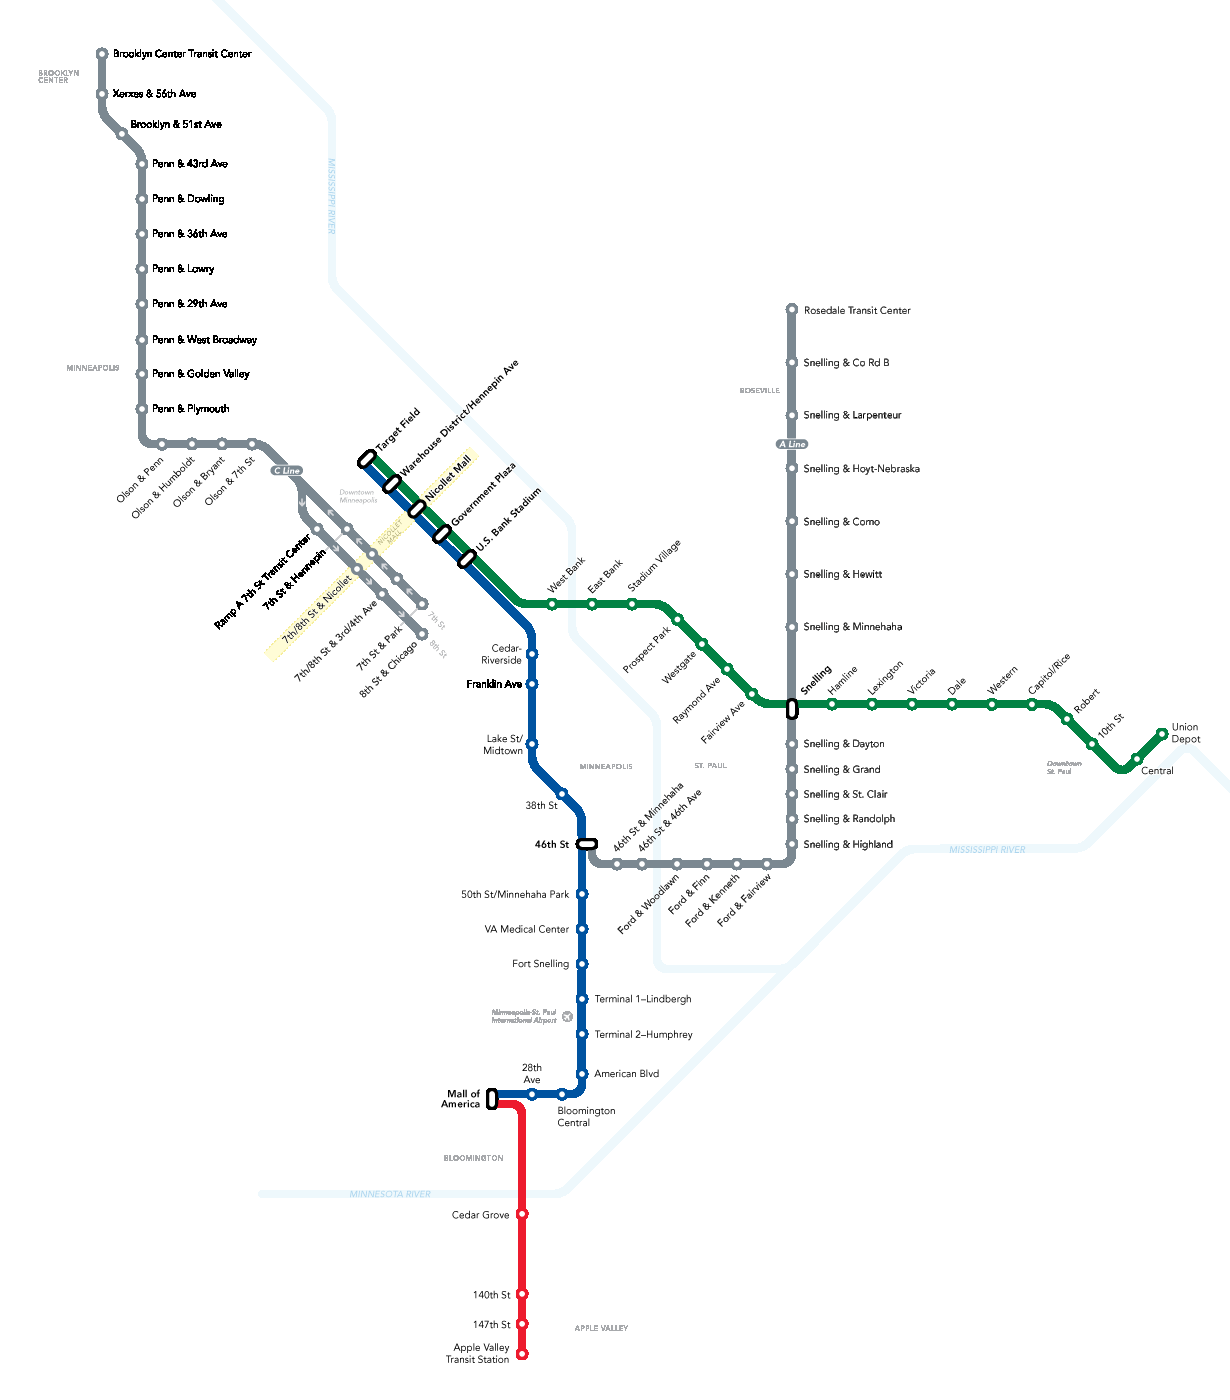 Brooklyn Center Transit Center
BROOKLYN
CENTER
Xerxes & 56th Ave
Brooklyn & 51st Ave
Penn & 43rd Ave
Penn & Dowling
Penn & 36th Ave
Penn & Lowry
Penn & 29th Ave
Penn & West Broadway
MINNEAPOLIS
Penn & Golden Valley
Penn & Plymouth
Olson & Penn
Olson & Humboldt
Olson & Bryant
Olson & 7th St
C Line
Ramp A 7th St Transit Center
7th St & Hennepin
7th/8th St & Nicollet
7th/8th St & 3rd/4th Ave
7th St & Park
8th St & Chicago
7th St
8th St
NICOLLET
MALL
MISSISSIPPI RIVER
Downtown
Minneapolis
Target Field
Warehouse District/Hennepin Ave
Nicollet Mall
Government Plaza
U.S. Bank Stadium
West Bank
East Bank
Stadium Village
Prospect Park
Westgate
Raymond Ave
Fairview Ave
Snelling
Hamline
Lexington
Victoria
Dale
Western
Capitol/Rice
Robert
10th St
Central
Union
Depot
Downtown
St. Paul
Rosedale Transit Center
Snelling & Co Rd B
ROSEVILLE
Snelling & Larpenteur
A Line
Snelling & Hoyt-Nebraska
Snelling & Como
Snelling & Hewitt
Snelling & Minnehaha
Snelling & Dayton
Snelling & Grand
Snelling & St. Clair
Snelling & Randolph
Snelling & Highland
MISSISSIPPI RIVER
MINNEAPOLIS
ST. PAUL
46th St & Minnehaha
46th St & 46th Ave
Ford & Woodlawn
Ford & Finn
Ford & Kenneth
Ford & Fairview
Cedar-
Riverside
Franklin Ave
Lake St/
Midtown
38th St
46th St
50th St/Minnehaha Park
VA Medical Center
Fort Snelling
Terminal 1–Lindbergh
Minneapolis-St. Paul
International Airport
Terminal 2–Humphrey
American Blvd
28th
Ave
Bloomington
Central
Mall of
America
BLOOMINGTON
MINNESOTA RIVER
Cedar Grove
140th St
147th St
APPLE VALLEY
Apple Valley
Transit Station